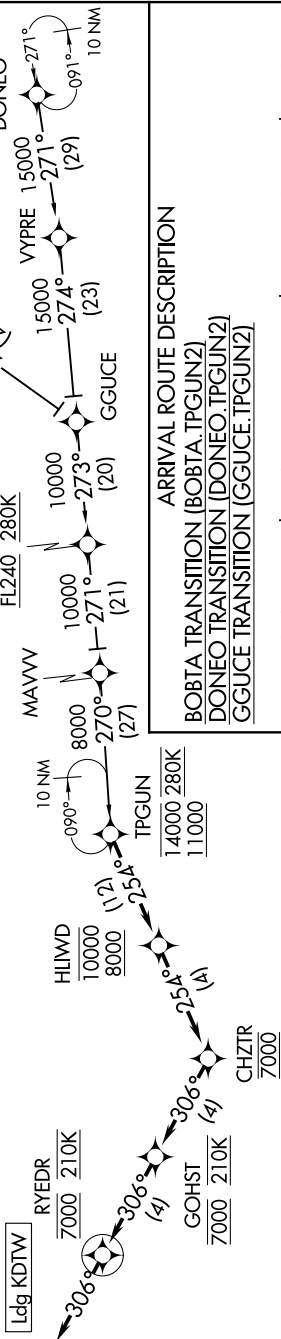 Ldg KDTW
306°
RYEDR
7000 210K
306°
(4)
GOHST
7000 210K
306°
(4)
CHZTR
7000
254°
(4)
HLIWD
10000
8000
254°
(12)
TPGUN
14000 280K
11000
10 NM
090°
8000
270°
(27)
MAVVV
10000
271°
(21)
FL240 280K
10000
273°
(20)
GGUCE
15000
274°
(23)
VYPRE
15000
271°
(29)
DONEO
271°
091°
10 NM
ARRIVAL ROUTE DESCRIPTION
BOBTA TRANSITION (BOBTA.TPGUN2)
DONEO TRANSITION (DONEO.TPGUN2)
GGUCE TRANSITION (GGUCE.TPGUN2)